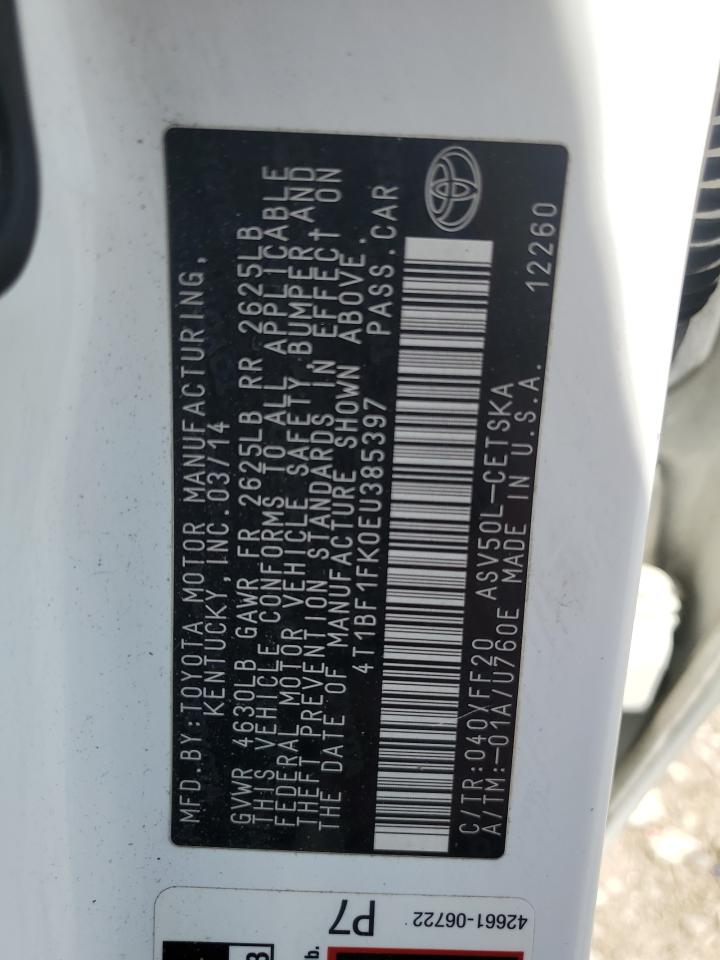 MFD.BY:TOYOTA MOTOR MANUFACTURING,
KENTUCKY,INC.03/14
GVWR 4630LB GAWR FR 2625LB RR 2625LB
THIS VEHICLE CONFORMS TO ALL APPLICABLE
FEDERAL MOTOR VEHICLE SAFETY, BUMPER, AND
THEFT PREVENTION STANDARDS IN EFFECT ON
THE DATE OF MANUFACTURE SHOWN ABOVE.
4T1BF1FK0EU385397 PASS.CAR
C/TR:040XFF20 ASV50L-CETSKA
A/TM:-01A/U760E MADE IN U.S.A. 12260
P7
42661-06722
b.